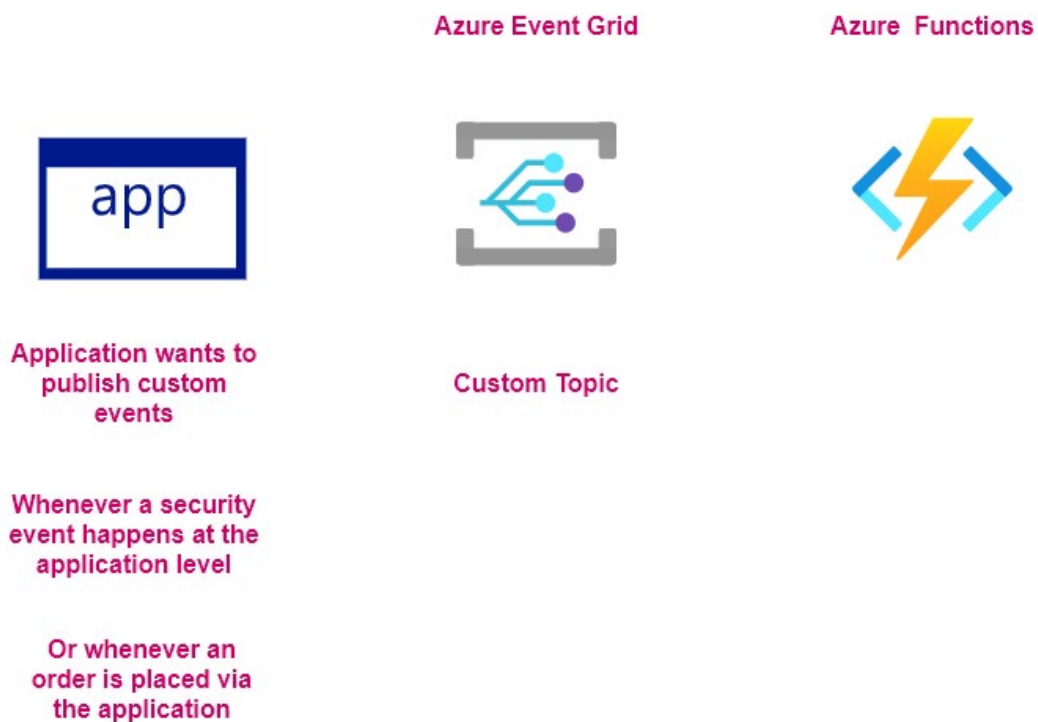 Azure Event Grid
Azure Functions
app
Application wants to
publish custom
events
Custom Topic
Whenever a security
event happens at the
application level
Or whenever an
order is placed via
the application